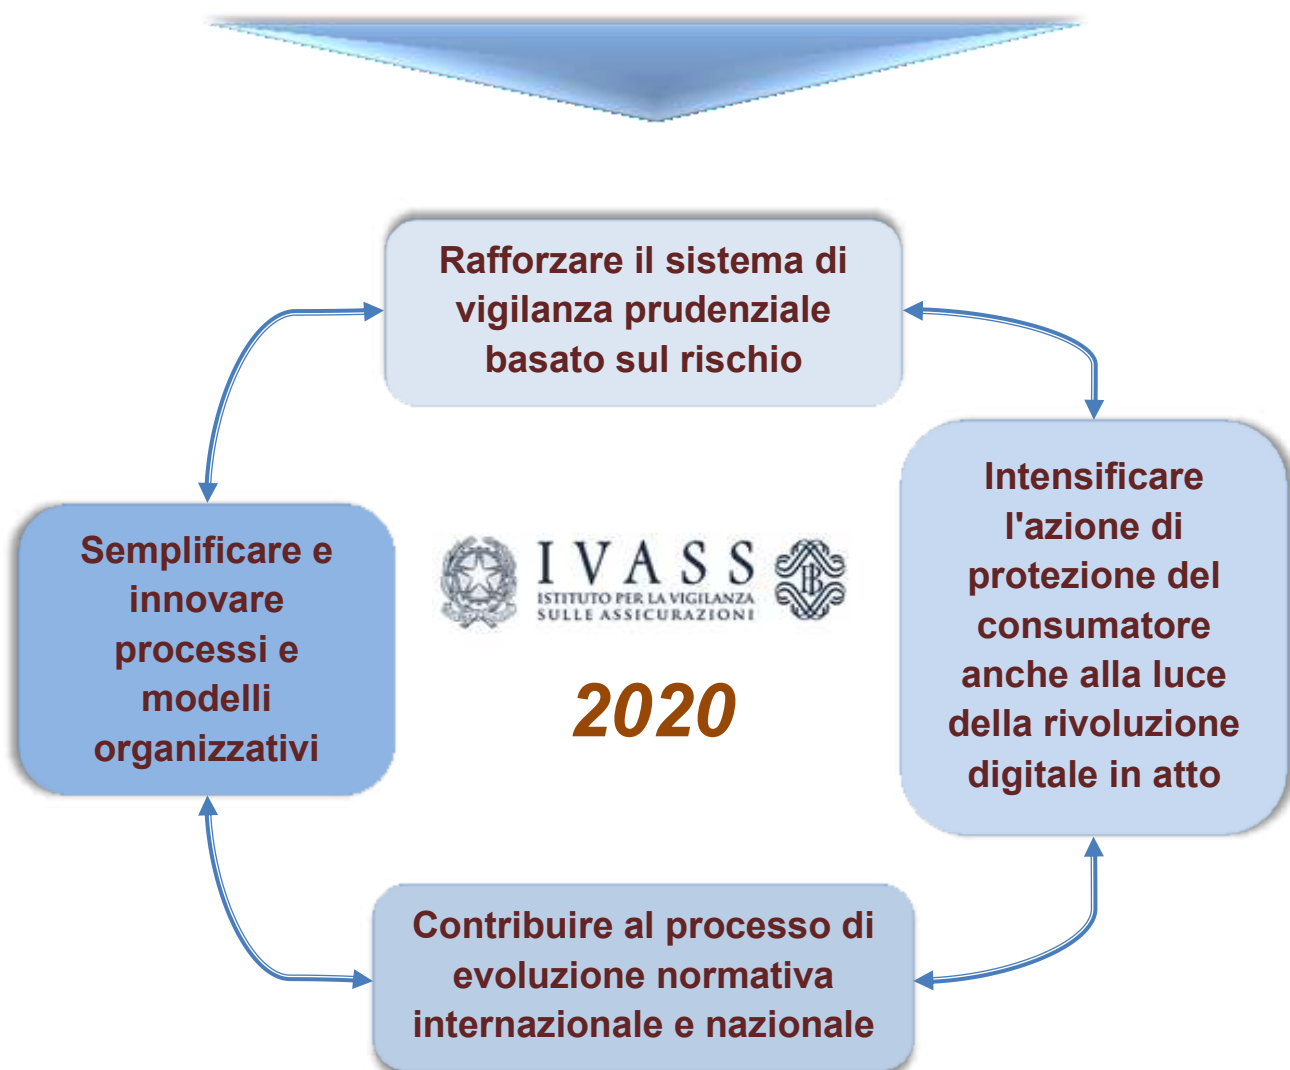 Rafforzare il sistema di
vigilanza prudenziale
basato sul rischio
Intensificare
l'azione di
protezione del
consumatore
anche alla luce
della rivoluzione
digitale in atto
Semplificare e
innovare
processi e
modelli
organizzativi
IVASS
ISTITUTO PER LA VIGILANZA
SULLE ASSICURAZIONI
2020
Contribuire al processo di
evoluzione normativa
internazionale e nazionale